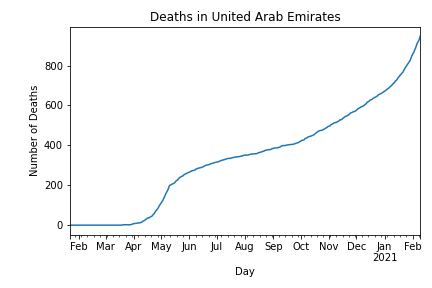 Deaths in United Arab Emirates
Number of Deaths
800
600
400
200
0
Feb Mar Apr May Jun Jul Aug Sep Oct Nov Dec Jan Feb
2021
Day